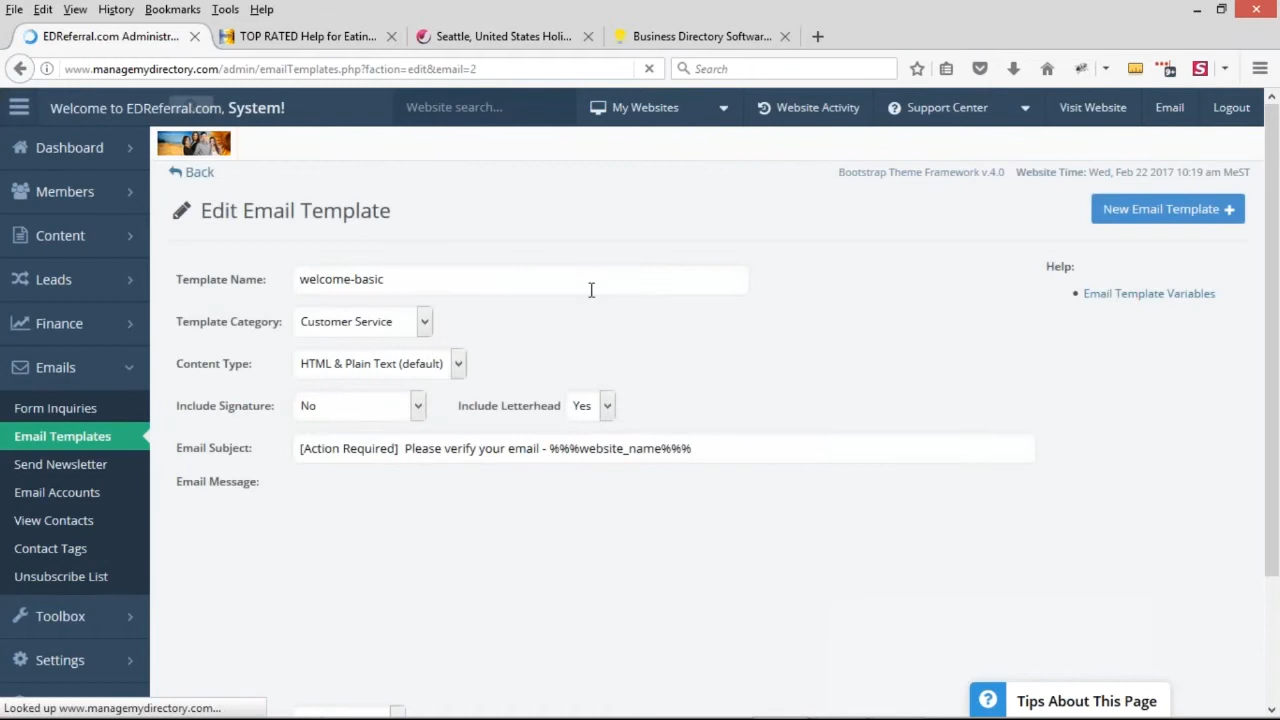 File Edit View History Bookmarks Tools Help
EDReferral.com Administr... TOP RATED Help for Eatin... Seattle, United States Holi... Business Directory Softwar...
www.managemydirectory.com/admin/emailTemplates.php?faction=edit&email=2 Search
Welcome to EDReferral.com, System! Website search... My Websites Website Activity Support Center Visit Website Email Logout
Dashboard
Members
Content
Leads
Finance
Emails
Form Inquiries
Email Templates
Send Newsletter
Email Accounts
View Contacts
Contact Tags
Unsubscribe List
Toolbox
Settings
Back
Bootstrap Theme Framework v.4.0 Website Time: Wed, Feb 22 2017 10:19 am MeST
Edit Email Template
New Email Template +
Template Name: welcome-basic
Template Category: Customer Service
Content Type: HTML & Plain Text (default)
Include Signature: No Include Letterhead Yes
Email Subject: [Action Required] Please verify your email - %%%website_name%%%
Email Message:
Help:
Email Template Variables
Tips About This Page
Looked up www.managemydirectory.com...